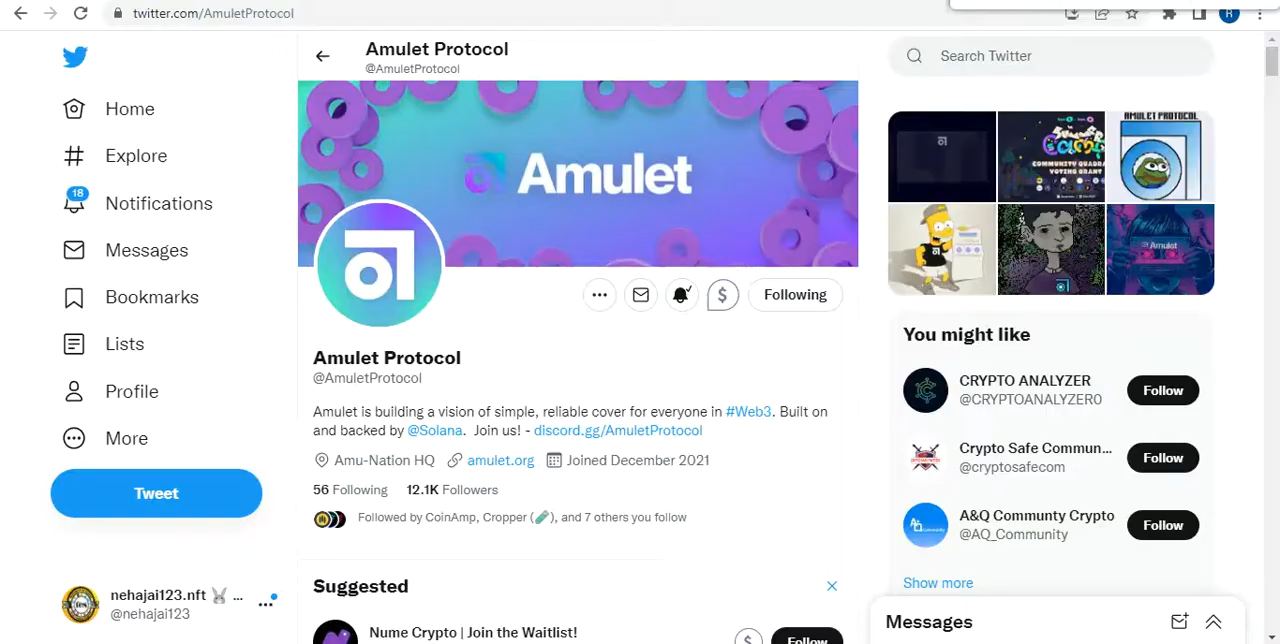 twitter.com/AmuletProtocol
Amulet Protocol
@AmuletProtocol
Search Twitter
Home
Explore
18
Notifications
Messages
Bookmarks
Lists
Profile
More
Tweet
nehajai123.nft 🐰 ...
@nehajai123
Amulet
Following
Amulet Protocol
@AmuletProtocol
Amulet is building a vision of simple, reliable cover for everyone in #Web3. Built on
and backed by @Solana. Join us! - discord.gg/AmuletProtocol
Amu-Nation HQ amulet.org Joined December 2021
56 Following 12.1K Followers
Followed by CoinAmp, Cropper (🧪), and 7 others you follow
Suggested
Nume Crypto | Join the Waitlist!
Follow
AMULET PROTOCOL
COMMUNITY QUADRA
VOTING GRANT
Amulet
You might like
CRYPTO ANALYZER
@CRYPTOANALYZER0
Follow
Crypto Safe Commun...
@cryptosafecom
Follow
A&Q Communty Crypto
@AQ_Community
Follow
Show more
Messages